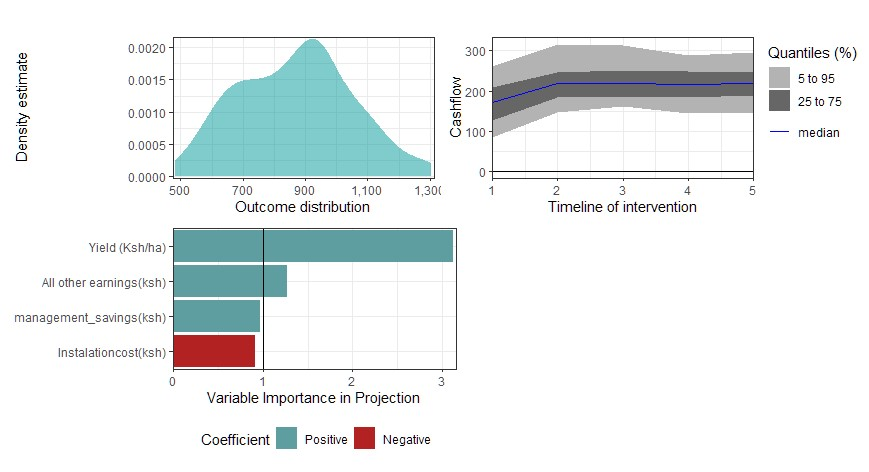 Density estimate
0.0020
0.0015
0.0010
0.0005
0.0000
500 700 900 1,100 1,30
Outcome distribution
Cashflow
300
200
100
0
1 2 3 4 5
Timeline of intervention
Quantiles (%)
5 to 95
25 to 75
median
Yield (Ksh/ha)
All other earnings(ksh)
management_savings(Ksh)
Instalationcost(ksh)
0 1 2 3
Variable Importance in Projection
Coefficient Positive Negative